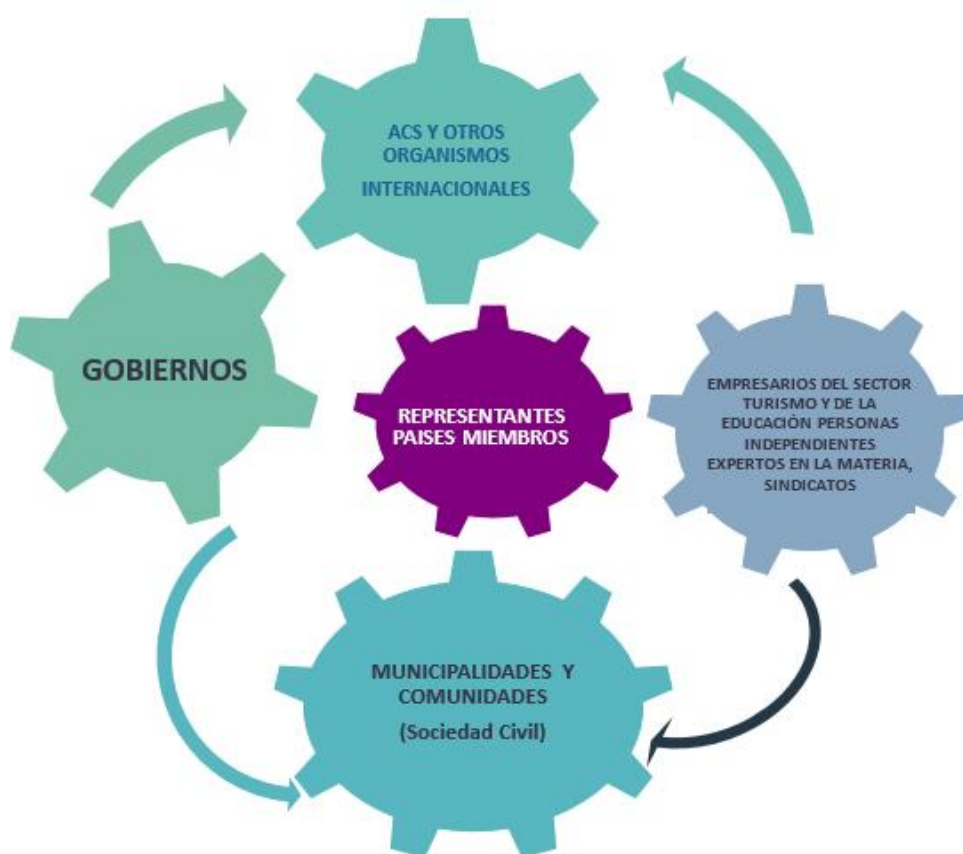 ACS Y OTROS
ORGANISMOS
INTERNACIONALES
GOBIERNOS
REPRESENTANTES
PAISES MIEMBROS
EMPRESARIOS DEL SECTOR
TURISMO Y DE LA
EDUCACIÒN PERSONAS
INDEPENDIENTES
EXPERTOS EN LA MATERIA,
SINDICATOS
MUNICIPALIDADES Y
COMUNIDADES
(Sociedad Civil)